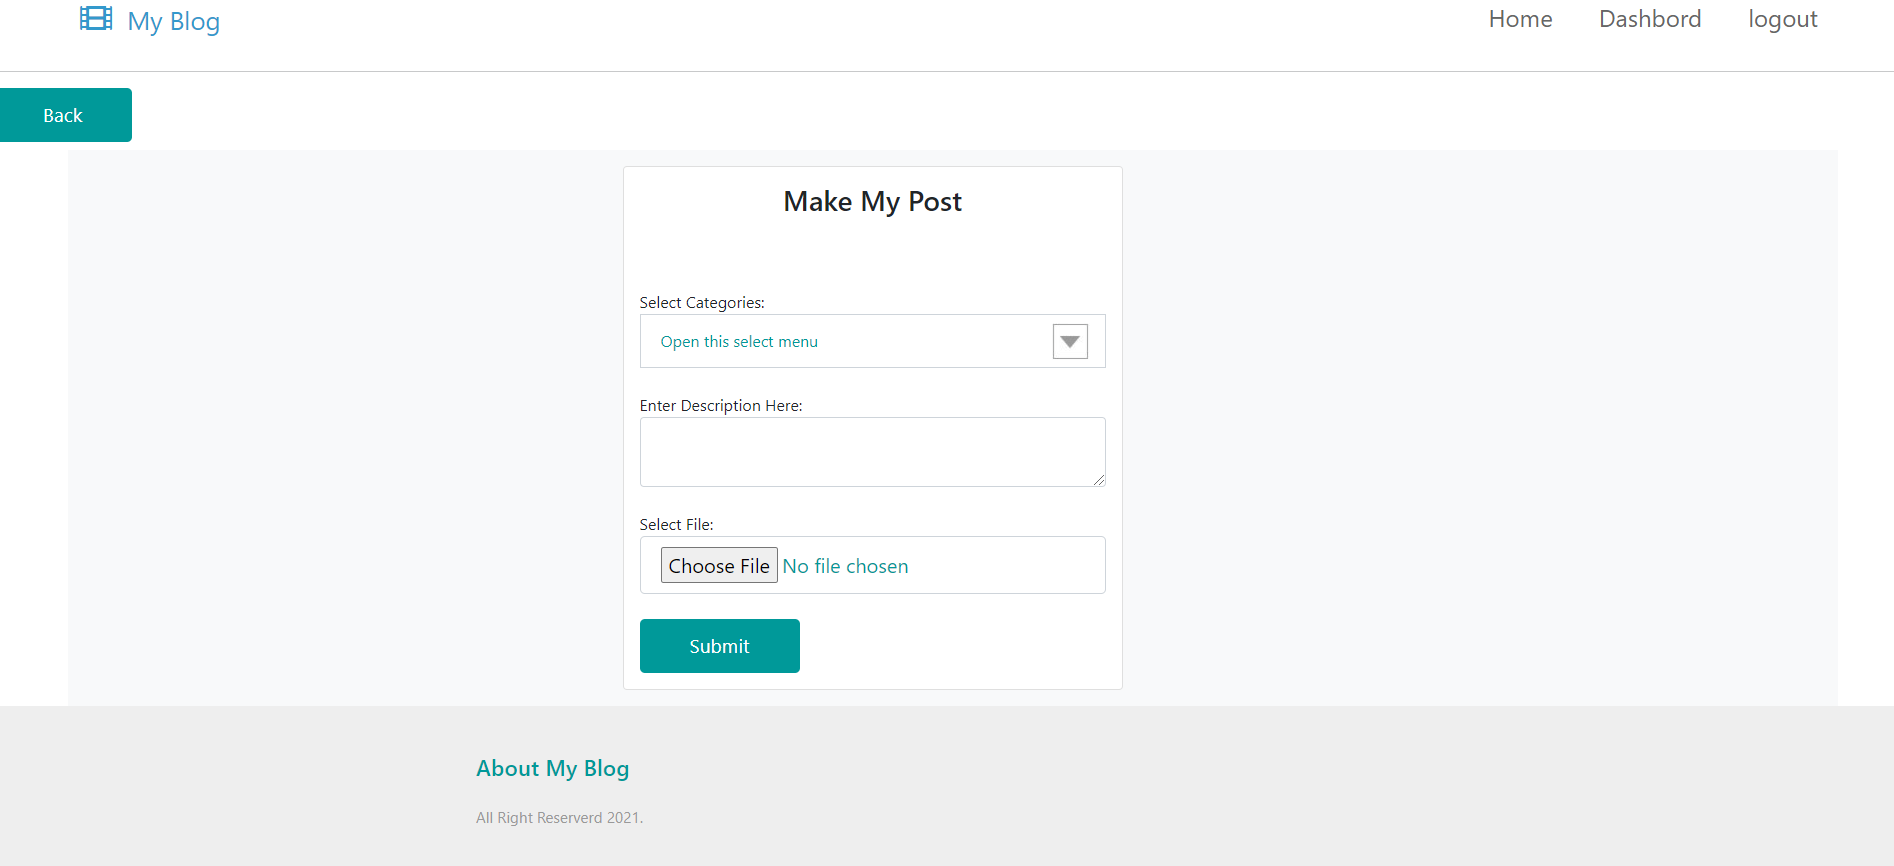 My Blog
Home Dashbord logout
Back
Make My Post
Select Categories:
Open this select menu
Enter Description Here:
Select File:
Choose File No file chosen
Submit
About My Blog
All Right Reserverd 2021.